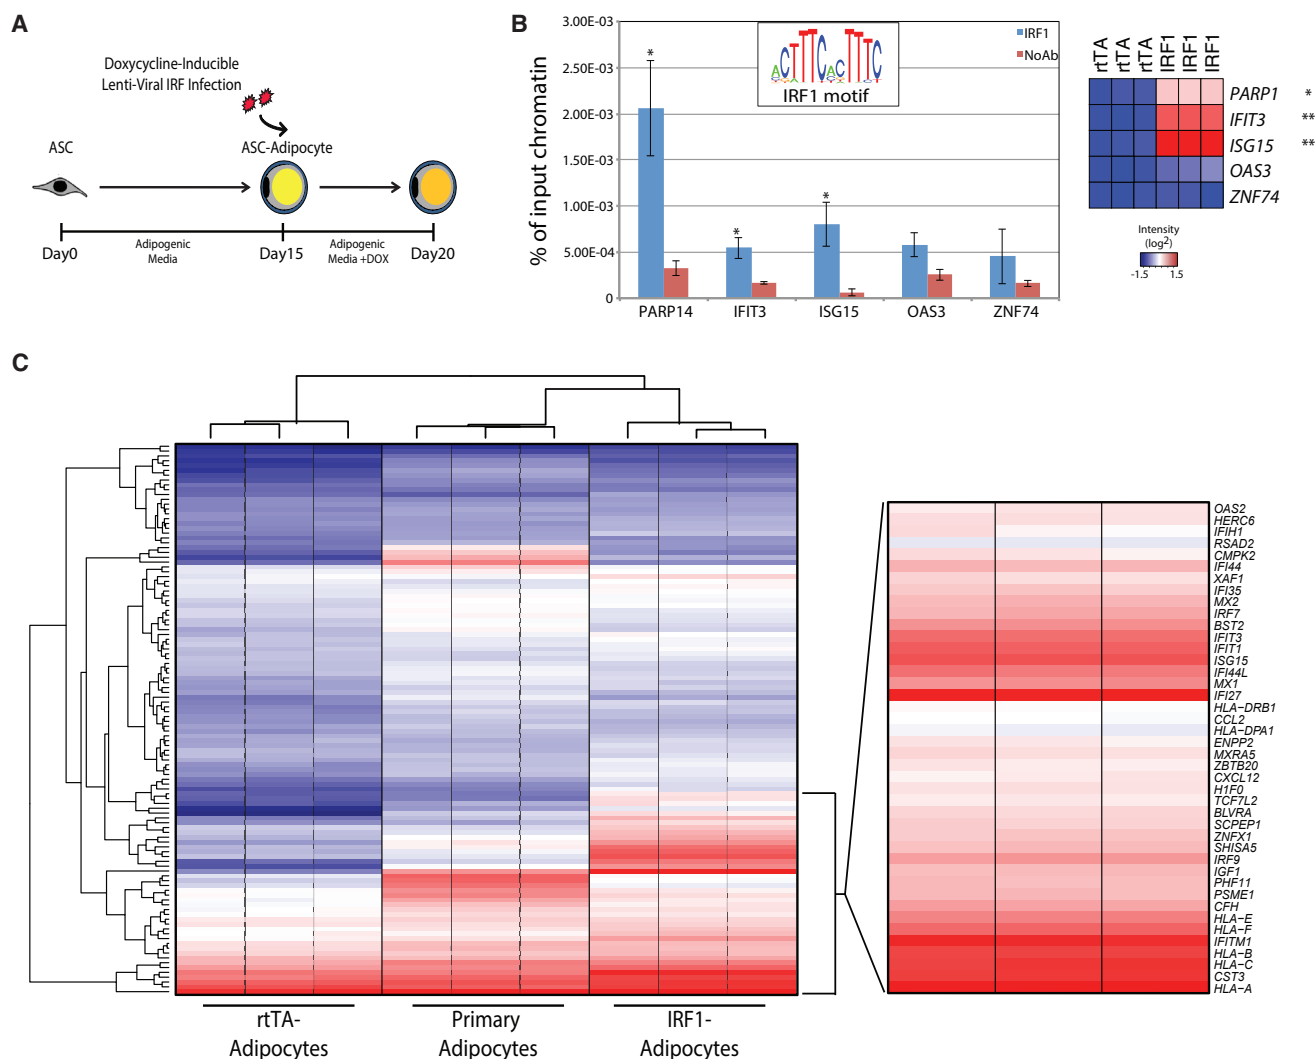 A
Doxycycline-Inducible
Lenti-Viral IRF Infection
ASC
ASC-Adipocyte
Day0
Adipogenic
Media
Day15
Adipogenic
Media +DOX
Day20
B
% of input chromatin
3.00E-03
2.50E-03
2.00E-03
1.50E-03
1.00E-03
5.00E-04
0
*
*
*
IRF1 motif
IRF1
NoAb
PARP14
IFIT3
ISG15
OAS3
ZNF74
rtTA
rtTA
rtTA
IRF1
IRF1
IRF1
PARP1 *
IFIT3 **
ISG15 **
OAS3
ZNF74
Intensity
(log2)
-1.5 1.5
C
rtTA-
Adipocytes
Primary
Adipocytes
IRF1-
Adipocytes
OAS2
HERC6
IFIH1
RSAD2
CMPK2
IFI44
XAF1
IFI35
MX2
IRF7
BST2
IFIT3
IFIT1
ISG15
IFI44L
MX1
IFI27
HLA-DRB1
CCL2
HLA-DPA1
ENPP2
MXRA5
ZBTB20
CXCL12
H1F0
TCF7L2
BLVRA
SCPEP1
ZNFX1
SHISA5
IRF9
IGF1
PHF11
PSME1
CFH
HLA-E
HLA-F
IFITM1
HLA-B
HLA-C
CST3
HLA-A